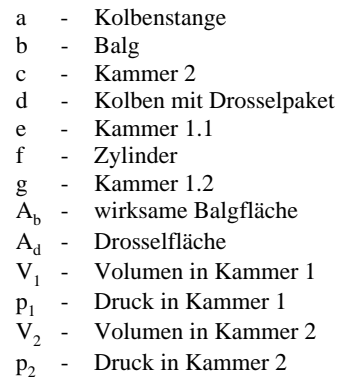 a - Kolbenstange
b - Balg
c - Kammer 2
d - Kolben mit Drosselpaket
e - Kammer 1.1
f - Zylinder
g - Kammer 1.2
A_b - wirksame Balgfläche
A_d - Drosselfläche
V_1 - Volumen in Kammer 1
p_1 - Druck in Kammer 1
V_2 - Volumen in Kammer 2
p_2 - Druck in Kammer 2